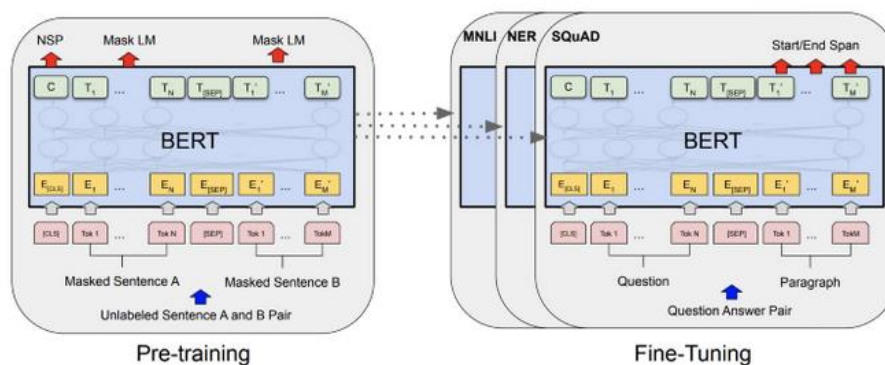 NSP Mask LM Mask LM
C T1 ... TN T[SEP] T1' ... TM'
BERT
E[CLS] E1 ... EN E[SEP] E1' ... EM'
[CLS] Tok 1 ... Tok N [SEP] Tok 1 ... TokM
Masked Sentence A Masked Sentence B
Unlabeled Sentence A and B Pair
Pre-training
MNLI NER SQuAD
Start/End Span
C T1 ... TN T[SEP] T1' ... TM'
BERT
E[CLS] E1 ... EN E[SEP] E1' ... EM'
[CLS] Tok 1 ... Tok N [SEP] Tok 1 ... TokM
Question Paragraph
Question Answer Pair
Fine-Tuning